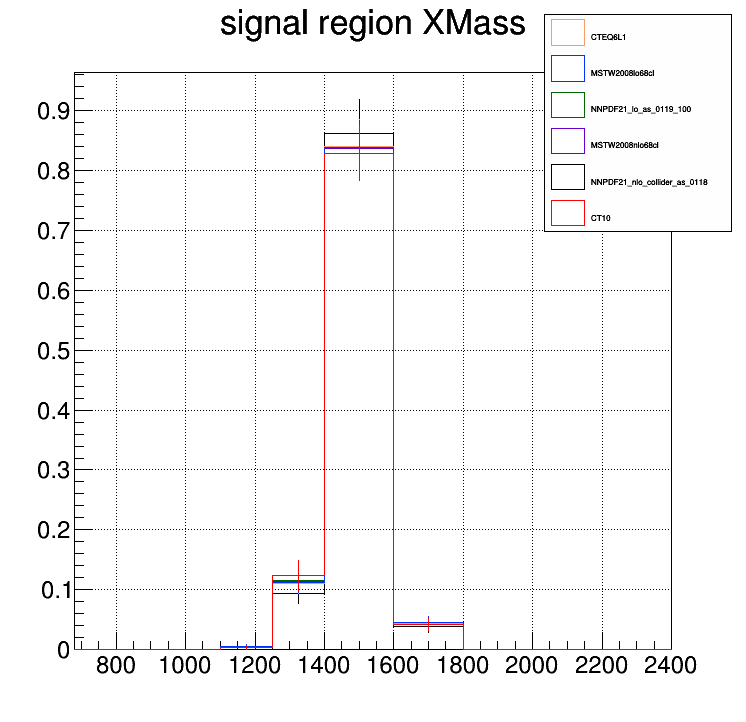 signal region XMass
CTEQ6L1
MSTW2008lo68cl
NNPDF21_lo_as_0119_100
MSTW2008nlo68cl
NNPDF21_nlo_collider_as_0118
CT10
0.9
0.8
0.7
0.6
0.5
0.4
0.3
0.2
0.1
0
800 1000 1200 1400 1600 1800 2000 2200 2400